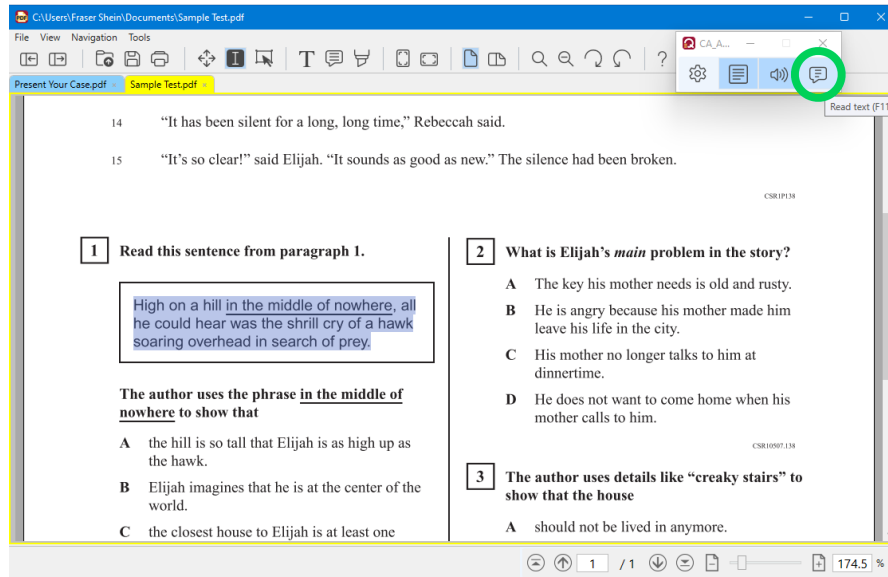 C:\Users\Fraser Shein\Documents\Sample Test.pdf
File View Navigation Tools
CA_A...
Present Your Case.pdf
Sample Test.pdf
Read text (F11
14 “It has been silent for a long, long time,” Rebeccah said.
15 “It’s so clear!” said Elijah. “It sounds as good as new.” The silence had been broken.
CSR1P138
1 Read this sentence from paragraph 1.
High on a hill in the middle of nowhere, all
he could hear was the shrill cry of a hawk
soaring overhead in search of prey.
The author uses the phrase in the middle of
nowhere to show that
A the hill is so tall that Elijah is as high up as
the hawk.
B Elijah imagines that he is at the center of the
world.
C the closest house to Elijah is at least one
2 What is Elijah’s main problem in the story?
A The key his mother needs is old and rusty.
B He is angry because his mother made him
leave his life in the city.
C His mother no longer talks to him at
dinnertime.
D He does not want to come home when his
mother calls to him.
CSR10507.138
3 The author uses details like “creaky stairs” to
show that the house
A should not be lived in anymore.
1 / 1 174.5 %